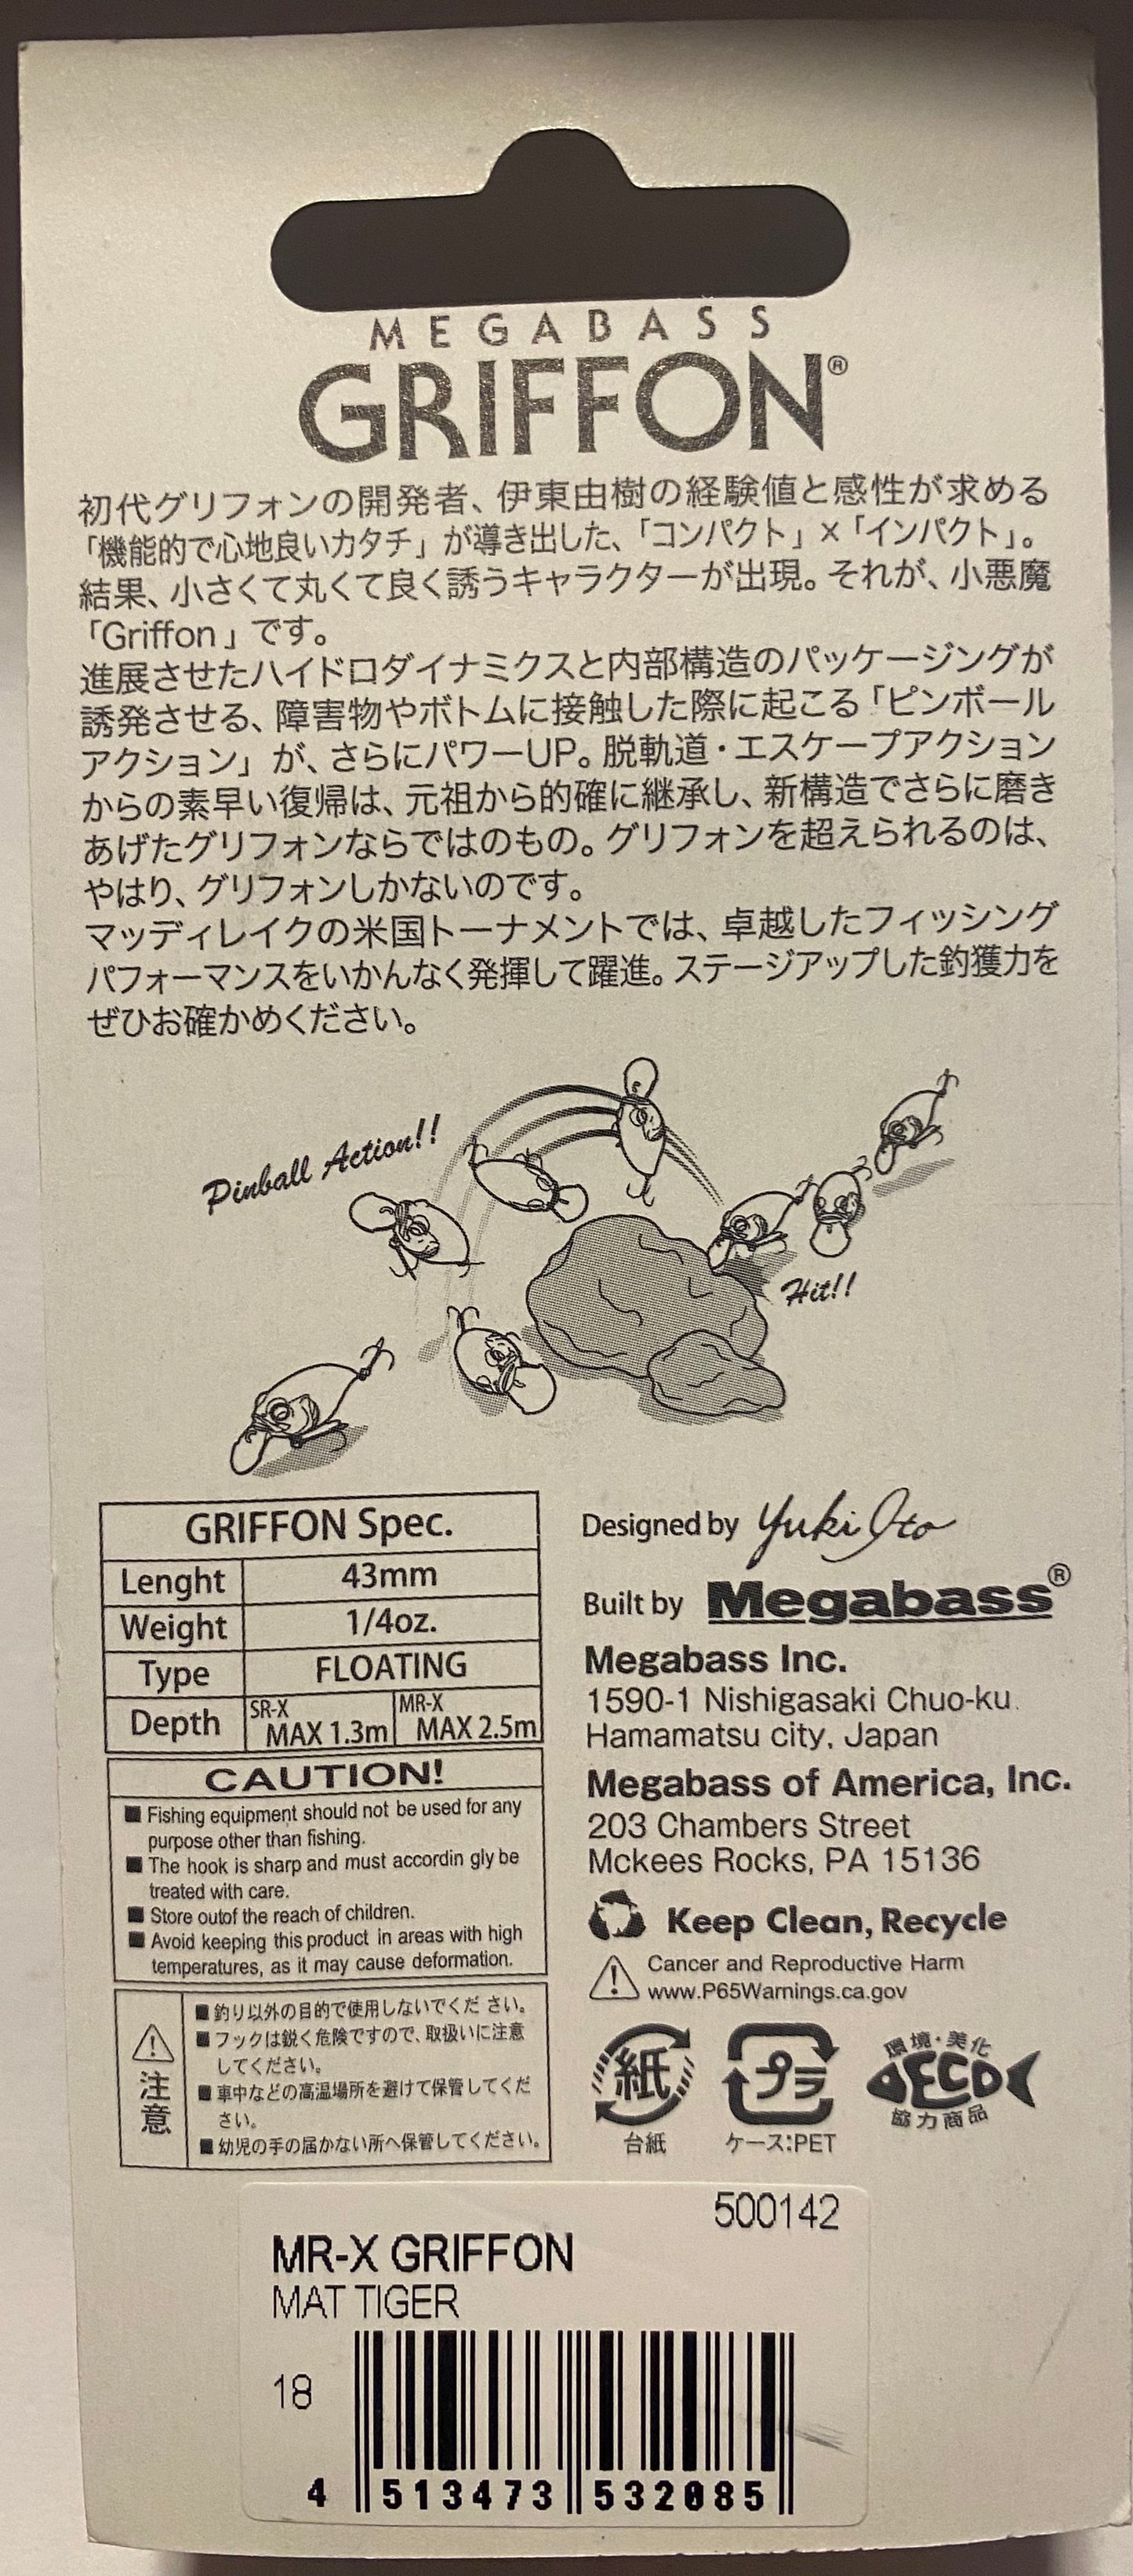 MEGABASS
GRIFFON®
初代グリフォンの開発者、伊東由樹の経験値と感性が求める
「機能的で心地良いカタチ」が導き出した、「コンパクト」×「インパクト」。
結果、小さくて丸くて良く誘うキャラクターが出現。それが、小悪魔
「Griffon」です。
進展させたハイドロダイナミクスと内部構造のパッケージングが
誘発させる、障害物やボトムに接触した際に起こる「ピンボール
アクション」が、さらにパワーUP。脱軌道・エスケープアクション
からの素早い復帰は、元祖から的確に継承し、新構造でさらに磨き
あげたグリフォンならではのもの。グリフォンを超えられるのは、
やはり、グリフォンしかないのです。
マッディレイクの米国トーナメントでは、卓越したフィッシング
パフォーマンスをいかんなく発揮して躍進。ステージアップした釣獲力を
ぜひお確かめください。
Pinball Action!!
Hit!!
GRIFFON Spec.
Lenght 43mm
Weight 1/4oz.
Type FLOATING
Depth SR-X MAX 1.3m MR-X MAX 2.5m
CAUTION!
■ Fishing equipment should not be used for any
purpose other than fishing.
■ The hook is sharp and must accordin gly be
treated with care.
■ Store outof the reach of children.
■ Avoid keeping this product in areas with high
temperatures, as it may cause deformation.
注意
■ 釣り以外の目的で使用しないでくだ さい。
■ フックは鋭く危険ですので、取扱いに注意
してください。
■ 車中などの高温場所を避けて保管してくだ
さい。
■ 幼児の手の届かない所へ保管してください。
Designed by Yuki Ito
Built by Megabass®
Megabass Inc.
1590-1 Nishigasaki Chuo-ku.
Hamamatsu city, Japan
Megabass of America, Inc.
203 Chambers Street
Mckees Rocks, PA 15136
Keep Clean, Recycle
Cancer and Reproductive Harm
www.P65Warnings.ca.gov
紙
台紙
プラ
ケース:PET
環境・美化
ECO
協力商品
500142
MR-X GRIFFON
MAT TIGER
18
4 513473 532085